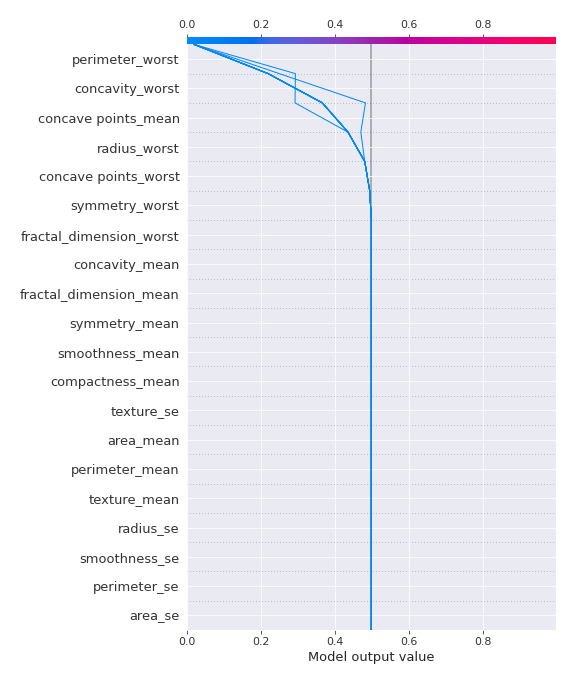 0.0 0.2 0.4 0.6 0.8
perimeter_worst
concavity_worst
concave points_mean
radius_worst
concave points_worst
symmetry_worst
fractal_dimension_worst
concavity_mean
fractal_dimension_mean
symmetry_mean
smoothness_mean
compactness_mean
texture_se
area_mean
perimeter_mean
texture_mean
radius_se
smoothness_se
perimeter_se
area_se
0.0 0.2 0.4 0.6 0.8
Model output value